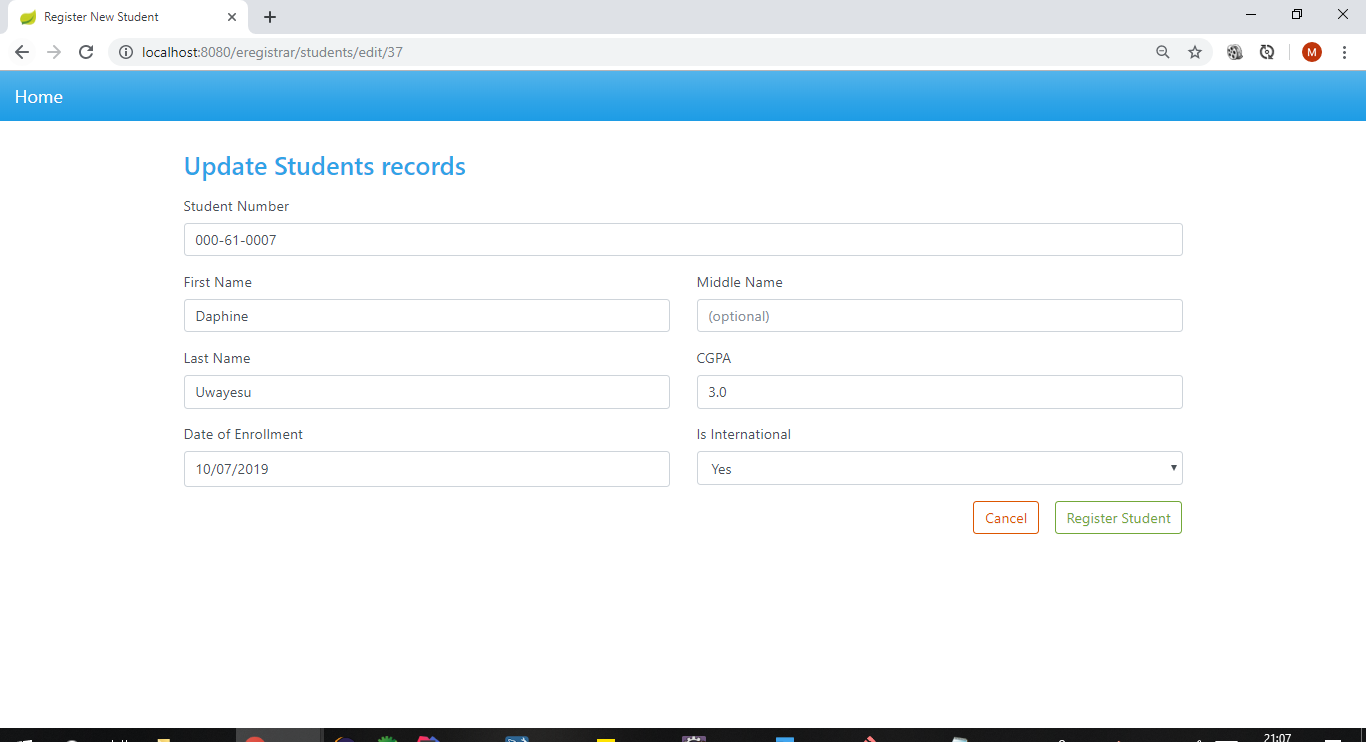 Register New Student
localhost:8080/eregistrar/students/edit/37
M
Home
Update Students records
Student Number
000-61-0007
First Name
Middle Name
Daphine
(optional)
Last Name
CGPA
Uwayesu
3.0
Date of Enrollment
Is International
10/07/2019
Yes
Cancel
Register Student
21:07